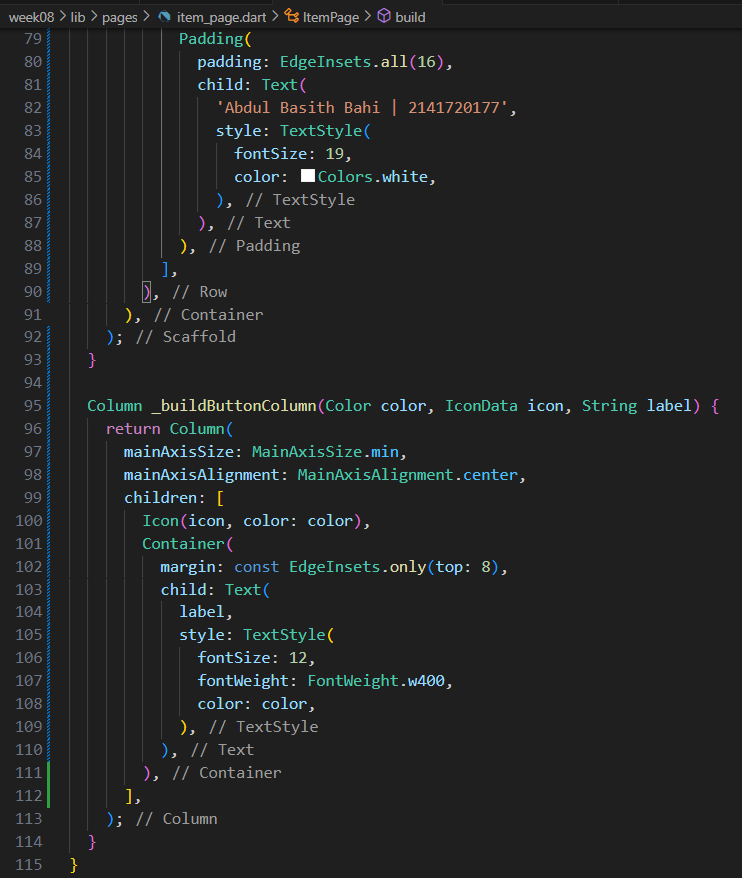 week08 > lib > pages > item_page.dart > ItemPage > build
79 Padding(
80 padding: EdgeInsets.all(16),
81 child: Text(
82 'Abdul Basith Bahi | 2141720177',
83 style: TextStyle(
84 fontSize: 19,
85 color: Colors.white,
86 ), // TextStyle
87 ), // Text
88 ), // Padding
89 ],
90 ), // Row
91 ), // Container
92 ); // Scaffold
93 }
94
95 Column _buildButtonColumn(Color color, IconData icon, String label) {
96 return Column(
97 mainAxisSize: MainAxisSize.min,
98 mainAxisAlignment: MainAxisAlignment.center,
99 children: [
100 Icon(icon, color: color),
101 Container(
102 margin: const EdgeInsets.only(top: 8),
103 child: Text(
104 label,
105 style: TextStyle(
106 fontSize: 12,
107 fontWeight: FontWeight.w400,
108 color: color,
109 ), // TextStyle
110 ), // Text
111 ), // Container
112 ],
113 ); // Column
114 }
115 }